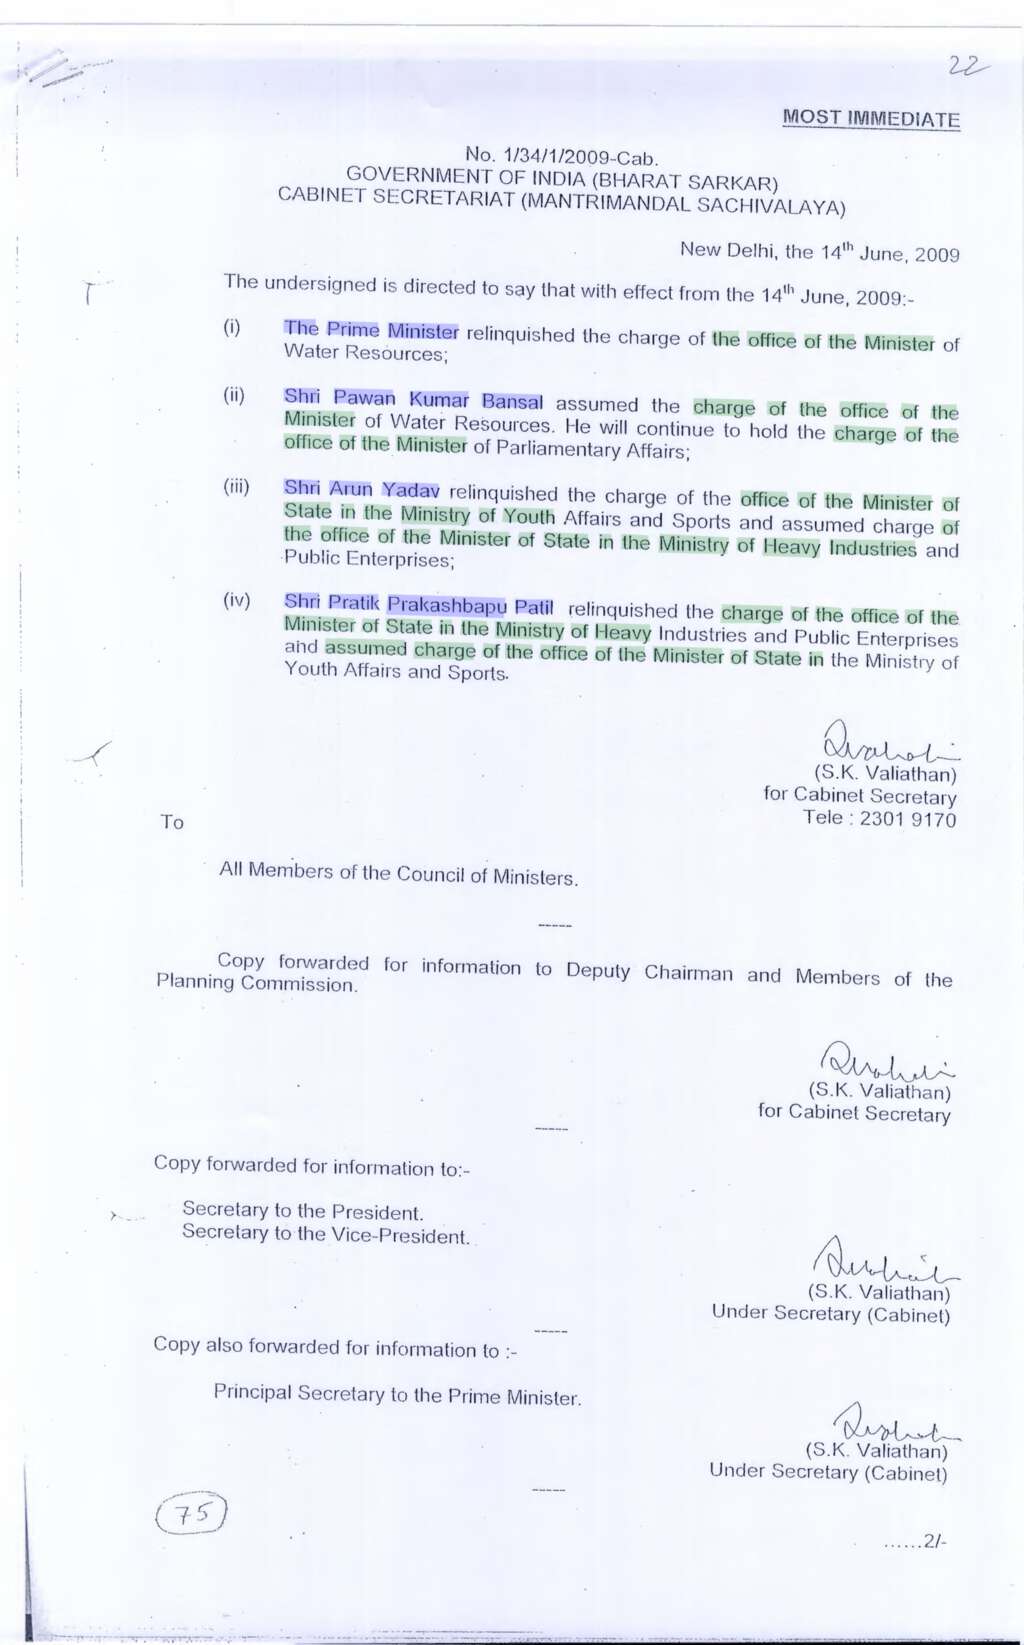 22
MOST IMMEDIATE
No. 1/34/1/2009-Cab.
GOVERNMENT OF INDIA (BHARAT SARKAR)
CABINET SECRETARIAT (MANTRIMANDAL SACHIVALAYA)
New Delhi, the 14th June, 2009
The undersigned is directed to say that with effect from the 14th June, 2009:-
(i) The Prime Minister relinquished the charge of the office of the Minister of
Water Resources;
(ii) Shri Pawan Kumar Bansal assumed the charge of the office of the
Minister of Water Resources. He will continue to hold the charge of the
office of the Minister of Parliamentary Affairs;
(iii) Shri Arun Yadav relinquished the charge of the office of the Minister of
State in the Ministry of Youth Affairs and Sports and assumed charge of
the office of the Minister of State in the Ministry of Heavy Industries and
Public Enterprises;
(iv) Shri Pratik Prakashbapu Patil relinquished the charge of the office of the
Minister of State in the Ministry of Heavy Industries and Public Enterprises
and assumed charge of the office of the Minister of State in the Ministry of
Youth Affairs and Sports.
(S.K. Valiathan)
for Cabinet Secretary
Tele : 2301 9170
To
All Members of the Council of Ministers.
-----
Copy forwarded for information to Deputy Chairman and Members of the
Planning Commission.
(S.K. Valiathan)
for Cabinet Secretary
-----
Copy forwarded for information to:-
Secretary to the President.
Secretary to the Vice-President.
(S.K. Valiathan)
Under Secretary (Cabinet)
-----
Copy also forwarded for information to :-
Principal Secretary to the Prime Minister.
(S.K. Valiathan)
Under Secretary (Cabinet)
-----
75
......2/-